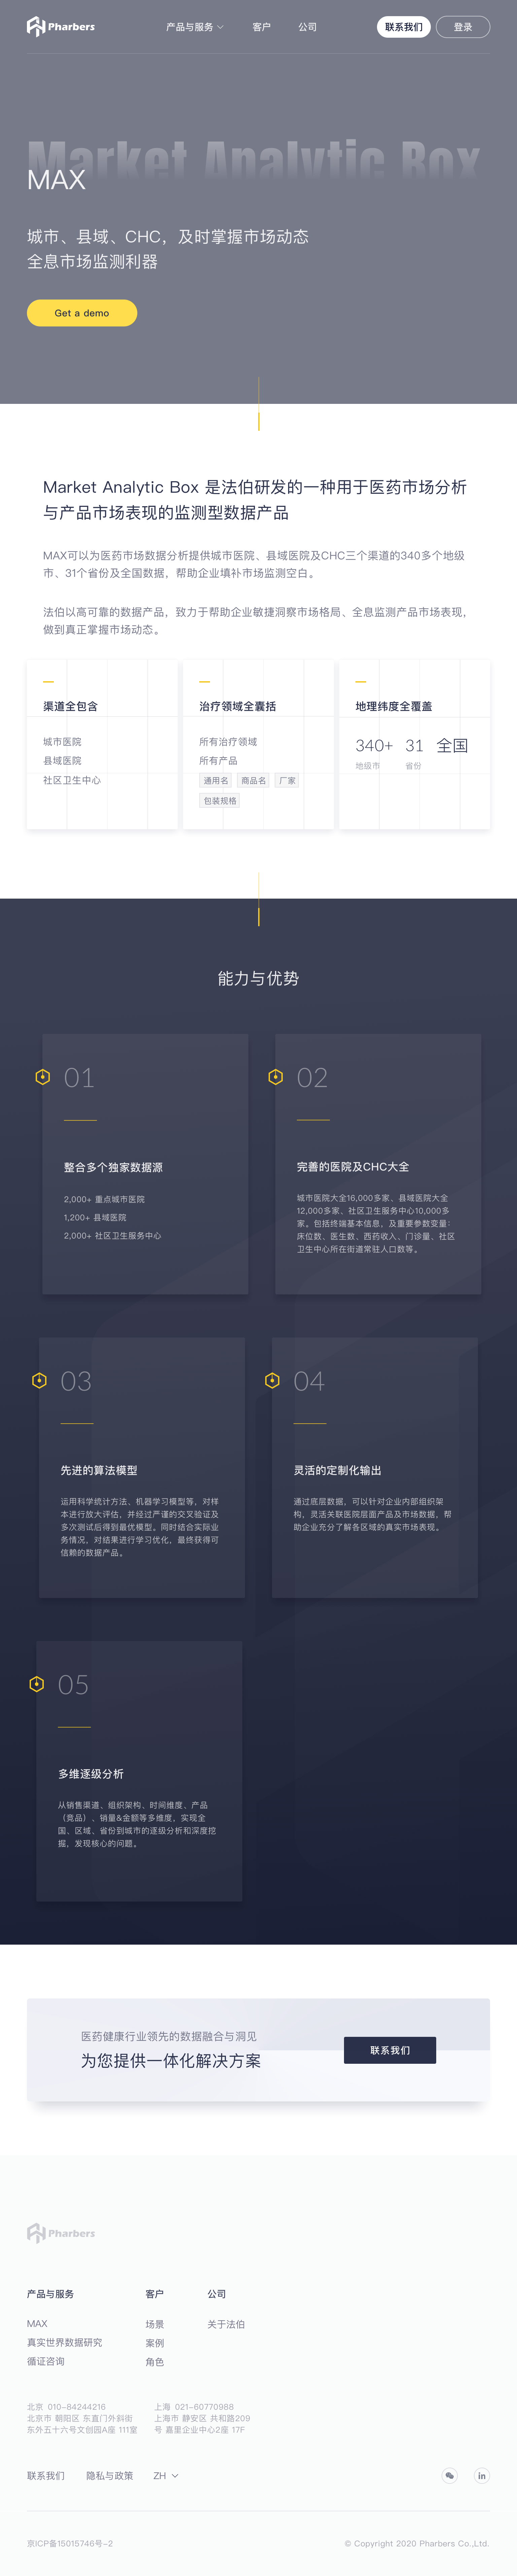 Pharbers
产品与服务
客户
公司
联系我们
登录
Market Analytic Box
MAX
城市、县域、CHC，及时掌握市场动态
全息市场监测利器
Get a demo
Market Analytic Box 是法伯研发的一种用于医药市场分析
与产品市场表现的监测型数据产品
MAX可以为医药市场数据分析提供城市医院、县域医院及CHC三个渠道的340多个地级
市、31个省份及全国数据，帮助企业填补市场监测空白。
法伯以高可靠的数据产品，致力于帮助企业敏捷洞察市场格局、全息监测产品市场表现，
做到真正掌握市场动态。
渠道全包含
城市医院
县域医院
社区卫生中心
治疗领域全囊括
所有治疗领域
所有产品
通用名 商品名 厂家
包装规格
地理纬度全覆盖
340+ 31 全国
地级市 省份
能力与优势
01
整合多个独家数据源
2,000+ 重点城市医院
1,200+ 县域医院
2,000+ 社区卫生服务中心
02
完善的医院及CHC大全
城市医院大全16,000多家、县域医院大全
12,000多家、社区卫生服务中心10,000多
家。包括终端基本信息，及重要参数变量：
床位数、医生数、西药收入、门诊量、社区
卫生中心所在街道常驻人口数等。
03
先进的算法模型
运用科学统计方法、机器学习模型等，对样
本进行放大评估，并经过严谨的交叉验证及
多次测试后得到最优模型。同时结合实际业
务情况，对结果进行学习优化，最终获得可
信赖的数据产品。
04
灵活的定制化输出
通过底层数据，可以针对企业内部组织架
构，灵活关联医院层面产品及市场数据，帮
助企业充分了解各区域的真实市场表现。
05
多维逐级分析
从销售渠道、组织架构、时间维度、产品
（竞品）、销量&金额等多维度，实现全
国、区域、省份到城市的逐级分析和深度挖
掘，发现核心的问题。
医药健康行业领先的数据融合与洞见
为您提供一体化解决方案
联系我们
Pharbers
产品与服务
MAX
真实世界数据研究
循证咨询
客户
场景
案例
角色
公司
关于法伯
北京 010-84244216
北京市 朝阳区 东直门外斜街
东外五十六号文创园A座 111室
上海 021-60770988
上海市 静安区 共和路209
号 嘉里企业中心2座 17F
联系我们 隐私与政策 ZH
in
京ICP备15015746号-2
© Copyright 2020 Pharbers Co.,Ltd.